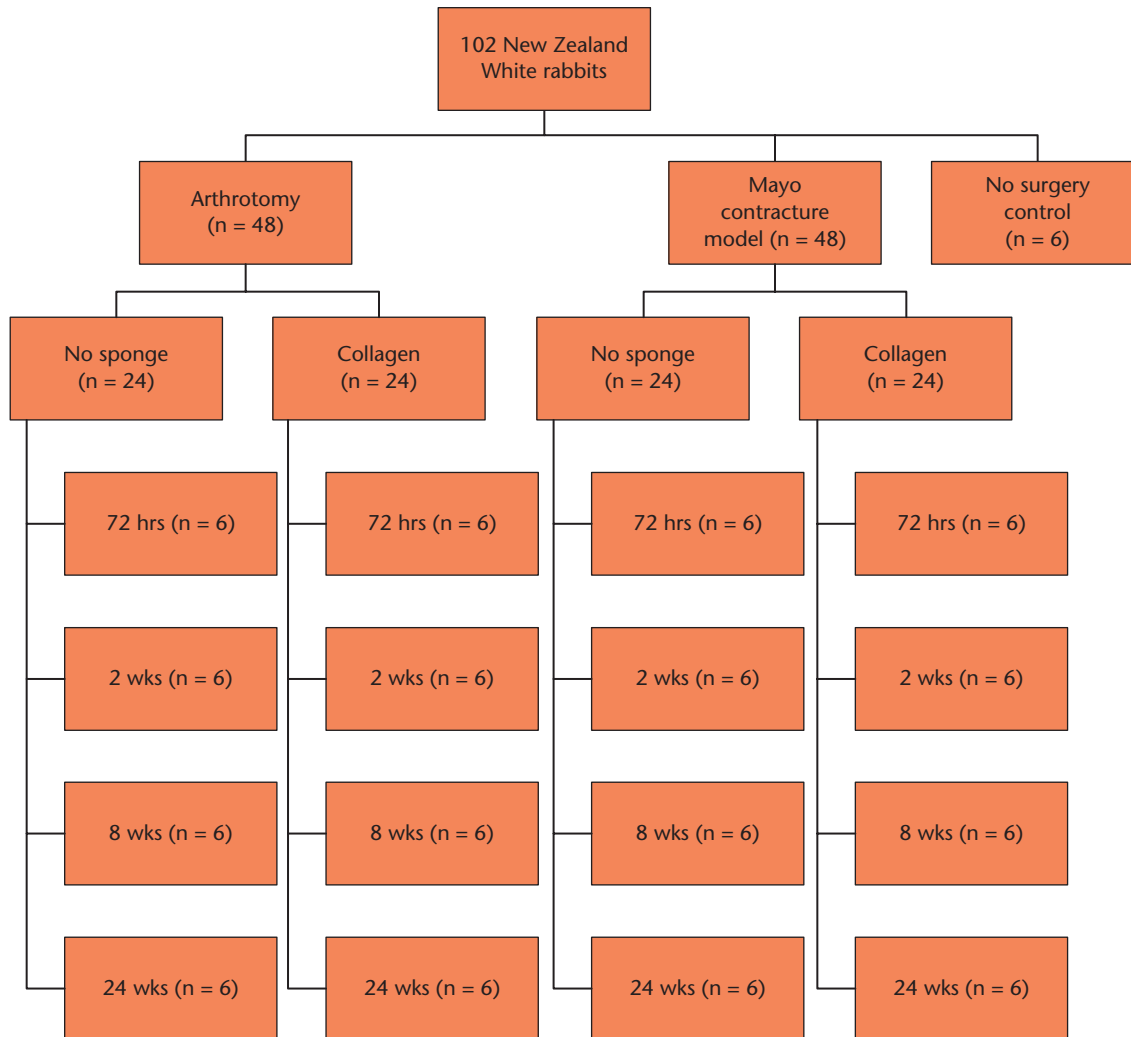 102 New Zealand
White rabbits
Arthrotomy
(n = 48)
Mayo
contracture
model (n = 48)
No surgery
control
(n = 6)
No sponge
(n = 24)
Collagen
(n = 24)
No sponge
(n = 24)
Collagen
(n = 24)
72 hrs (n = 6)
72 hrs (n = 6)
72 hrs (n = 6)
72 hrs (n = 6)
2 wks (n = 6)
2 wks (n = 6)
2 wks (n = 6)
2 wks (n = 6)
8 wks (n = 6)
8 wks (n = 6)
8 wks (n = 6)
8 wks (n = 6)
24 wks (n = 6)
24 wks (n = 6)
24 wks (n = 6)
24 wks (n = 6)